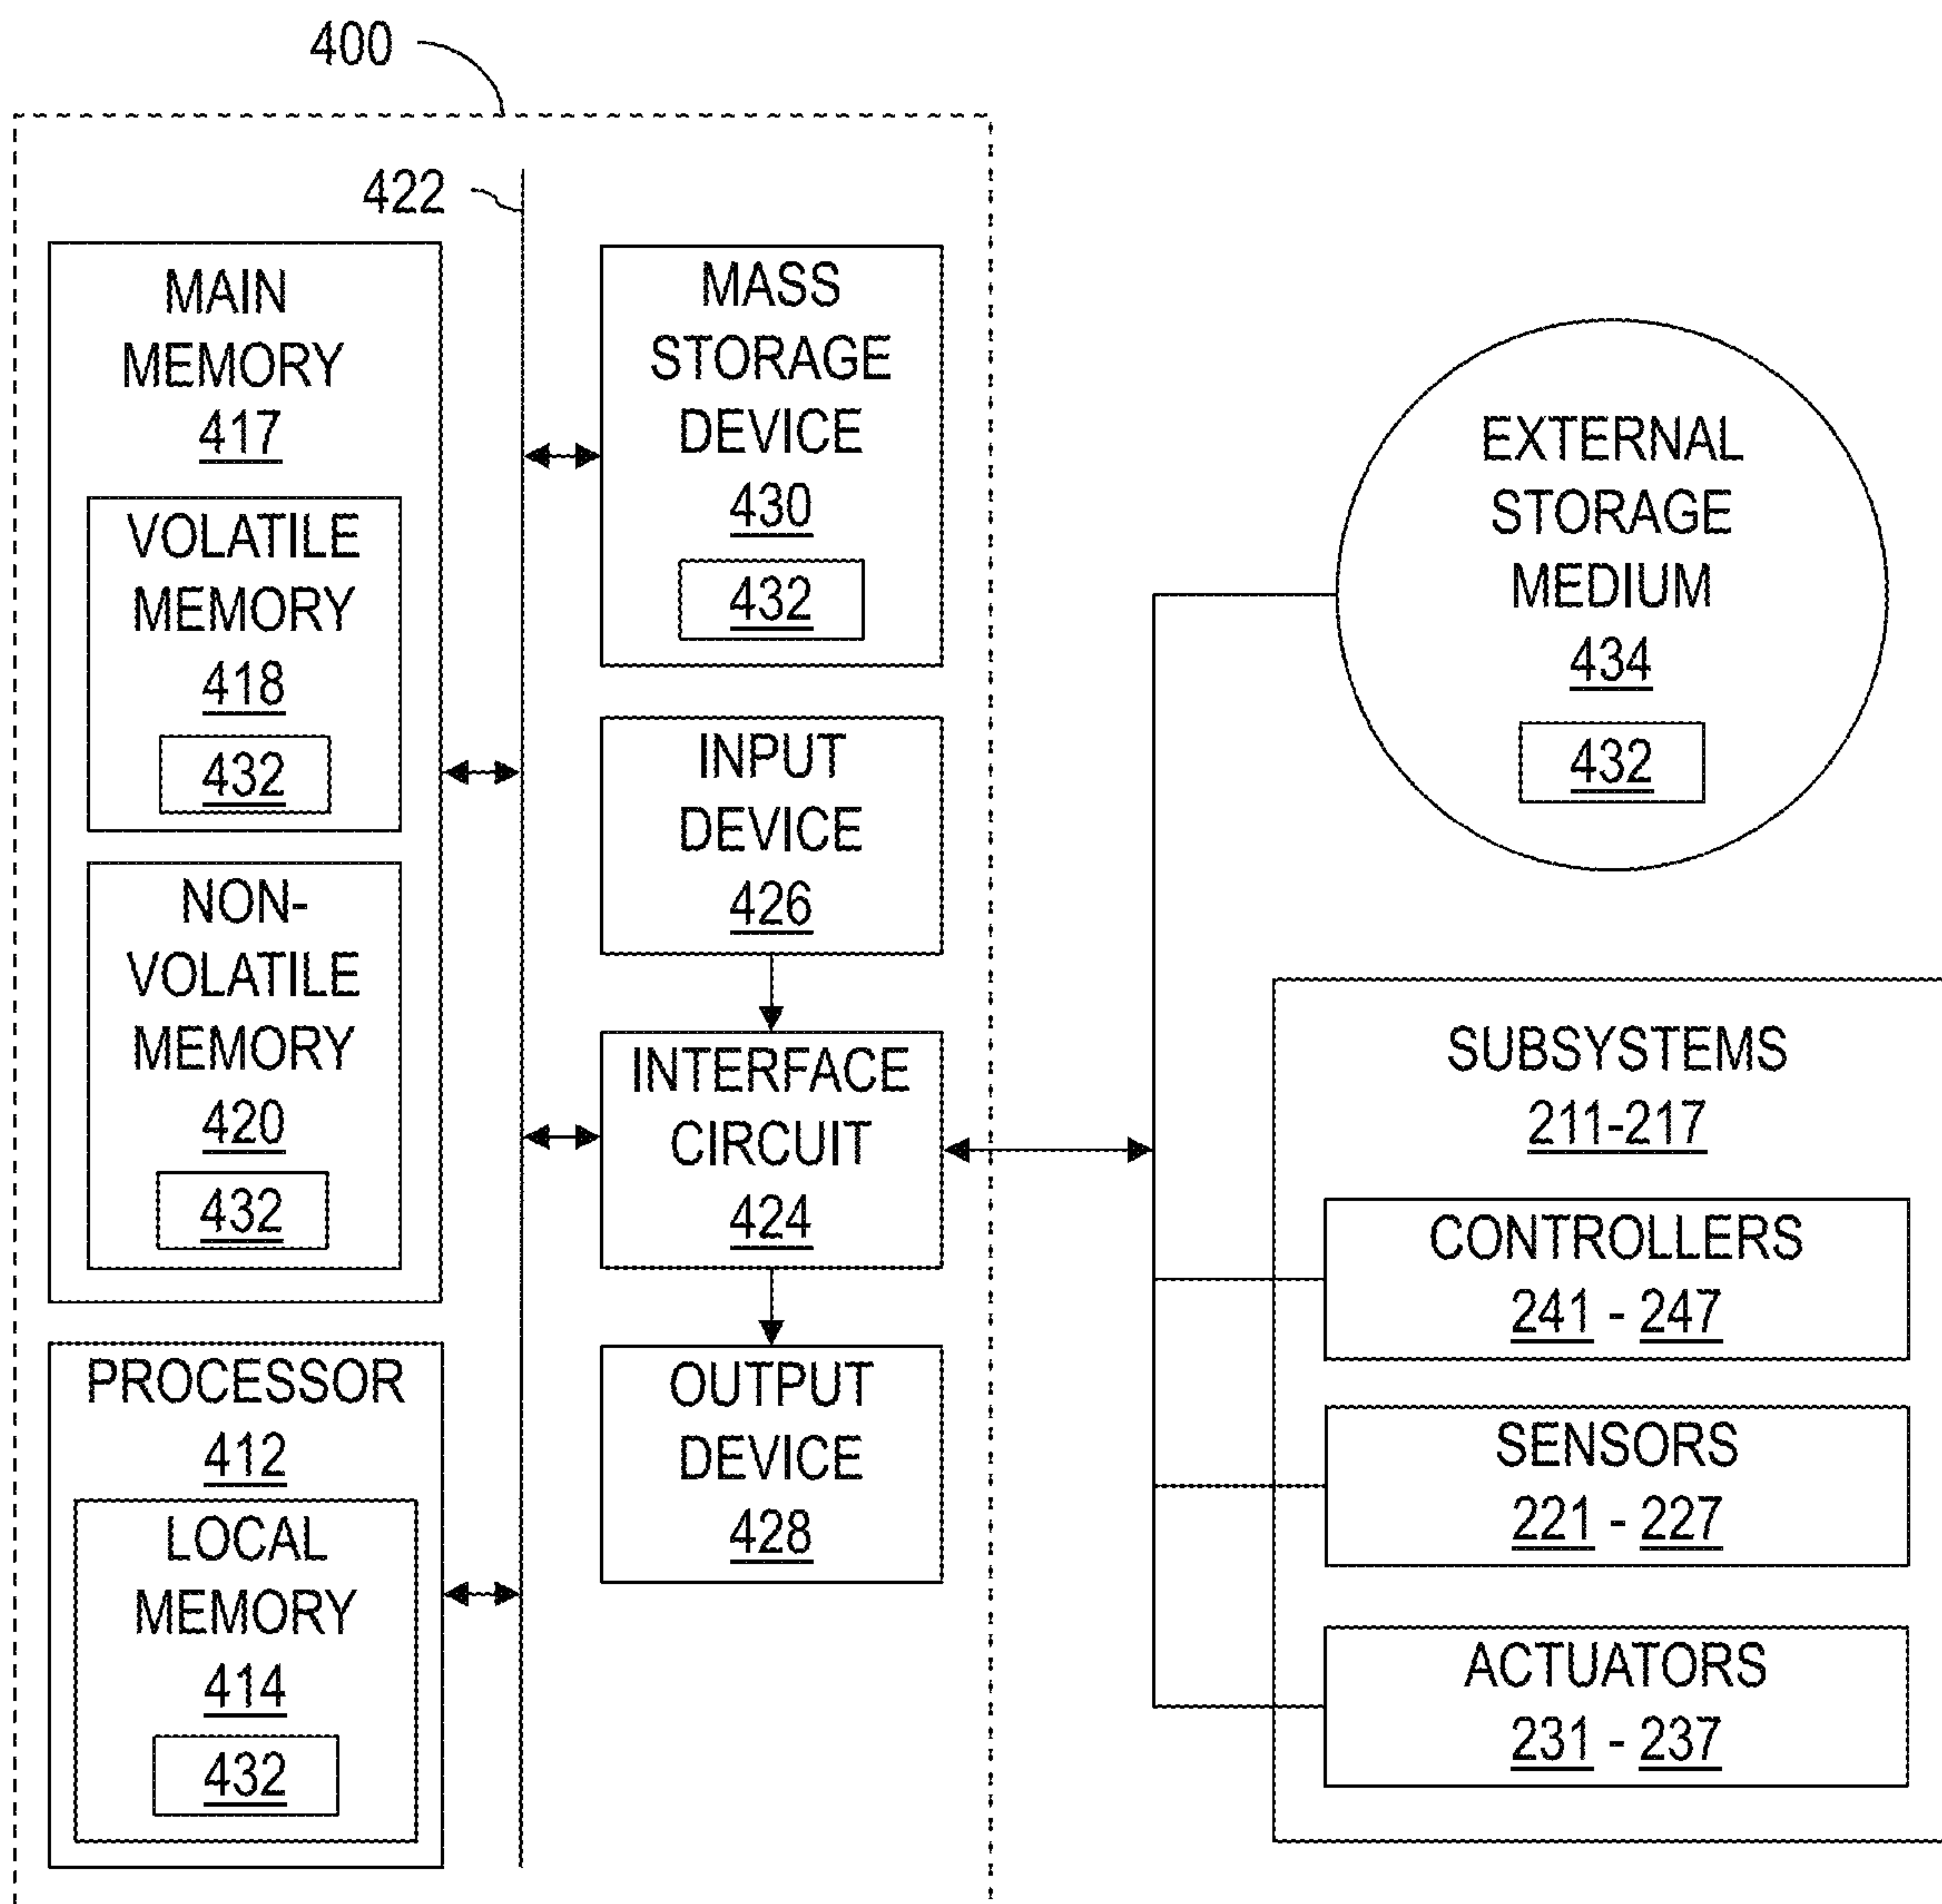 400
422
MAIN
MEMORY
417
VOLATILE
MEMORY
418
432
NON-
VOLATILE
MEMORY
420
432
PROCESSOR
412
LOCAL
MEMORY
414
432
MASS
STORAGE
DEVICE
430
432
INPUT
DEVICE
426
INTERFACE
CIRCUIT
424
OUTPUT
DEVICE
428
EXTERNAL
STORAGE
MEDIUM
434
432
SUBSYSTEMS
211-217
CONTROLLERS
241 - 247
SENSORS
221 - 227
ACTUATORS
231 - 237